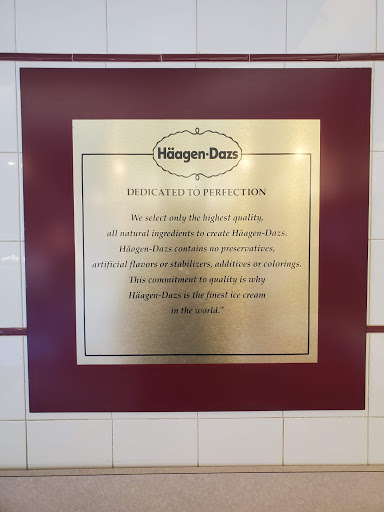 Häagen-Dazs
DEDICATED TO PERFECTION
We select only the highest quality,
all natural ingredients to create Häagen-Dazs.
Häagen-Dazs contains no preservatives,
artificial flavors or stabilizers, additives or colorings.
This commitment to quality is why
Häagen-Dazs is the finest ice cream
in the world."